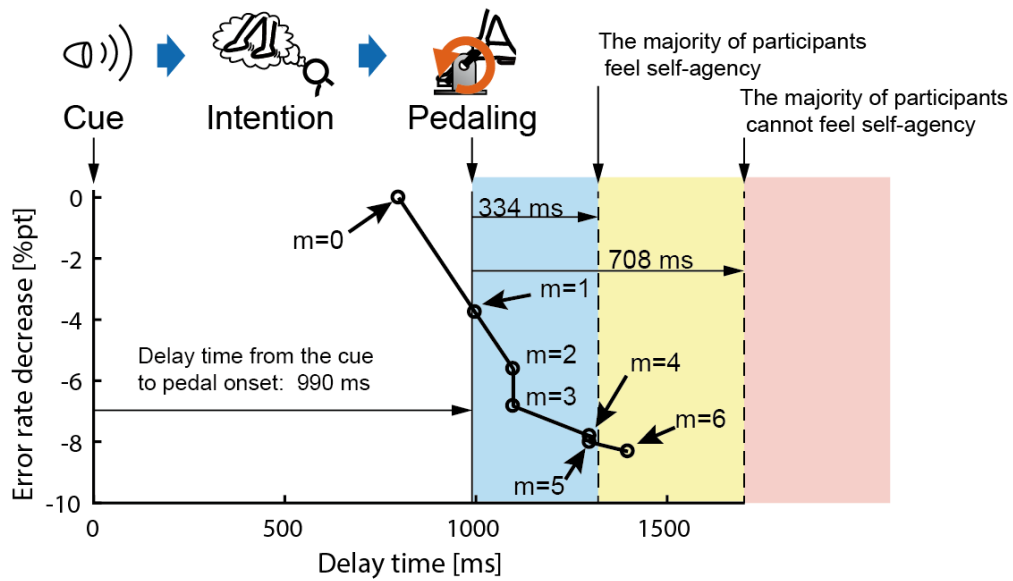 The majority of participants
feel self-agency
The majority of participants
cannot feel self-agency
Cue
Intention
Pedaling
Error rate decrease [%pt]
0
-2
-4
-6
-8
-10
m=0
334 ms
708 ms
m=1
Delay time from the cue
to pedal onset: 990 ms
m=2
m=4
m=3
m=6
m=5
0
500
1000
1500
Delay time [ms]